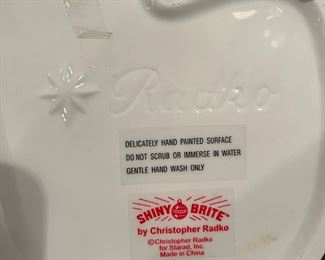 Radko
DELICATELY HAND PAINTED SURFACE
DO NOT SCRUB OR IMMERSE IN WATER
GENTLE HAND WASH ONLY
SHINY BRITE™
by Christopher Radko
©Christopher Radko
for Starad, Inc.
Made in China